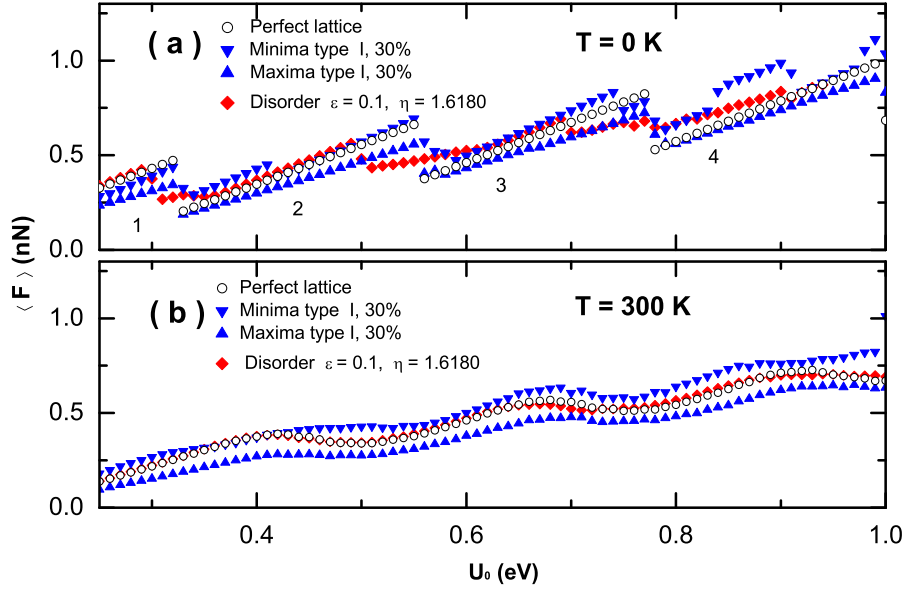 ( a )
Perfect lattice
Minima type I, 30%
Maxima type I, 30%
Disorder ε = 0.1, η = 1.6180
T = 0 K
1.0
0.5
0.0
1
2
3
4
⟨ F ⟩ (nN)
( b )
Perfect lattice
Minima type I, 30%
Maxima type I, 30%
Disorder ε = 0.1, η = 1.6180
T = 300 K
1.0
0.5
0.0
0.4
0.6
0.8
1.0
U₀ (eV)